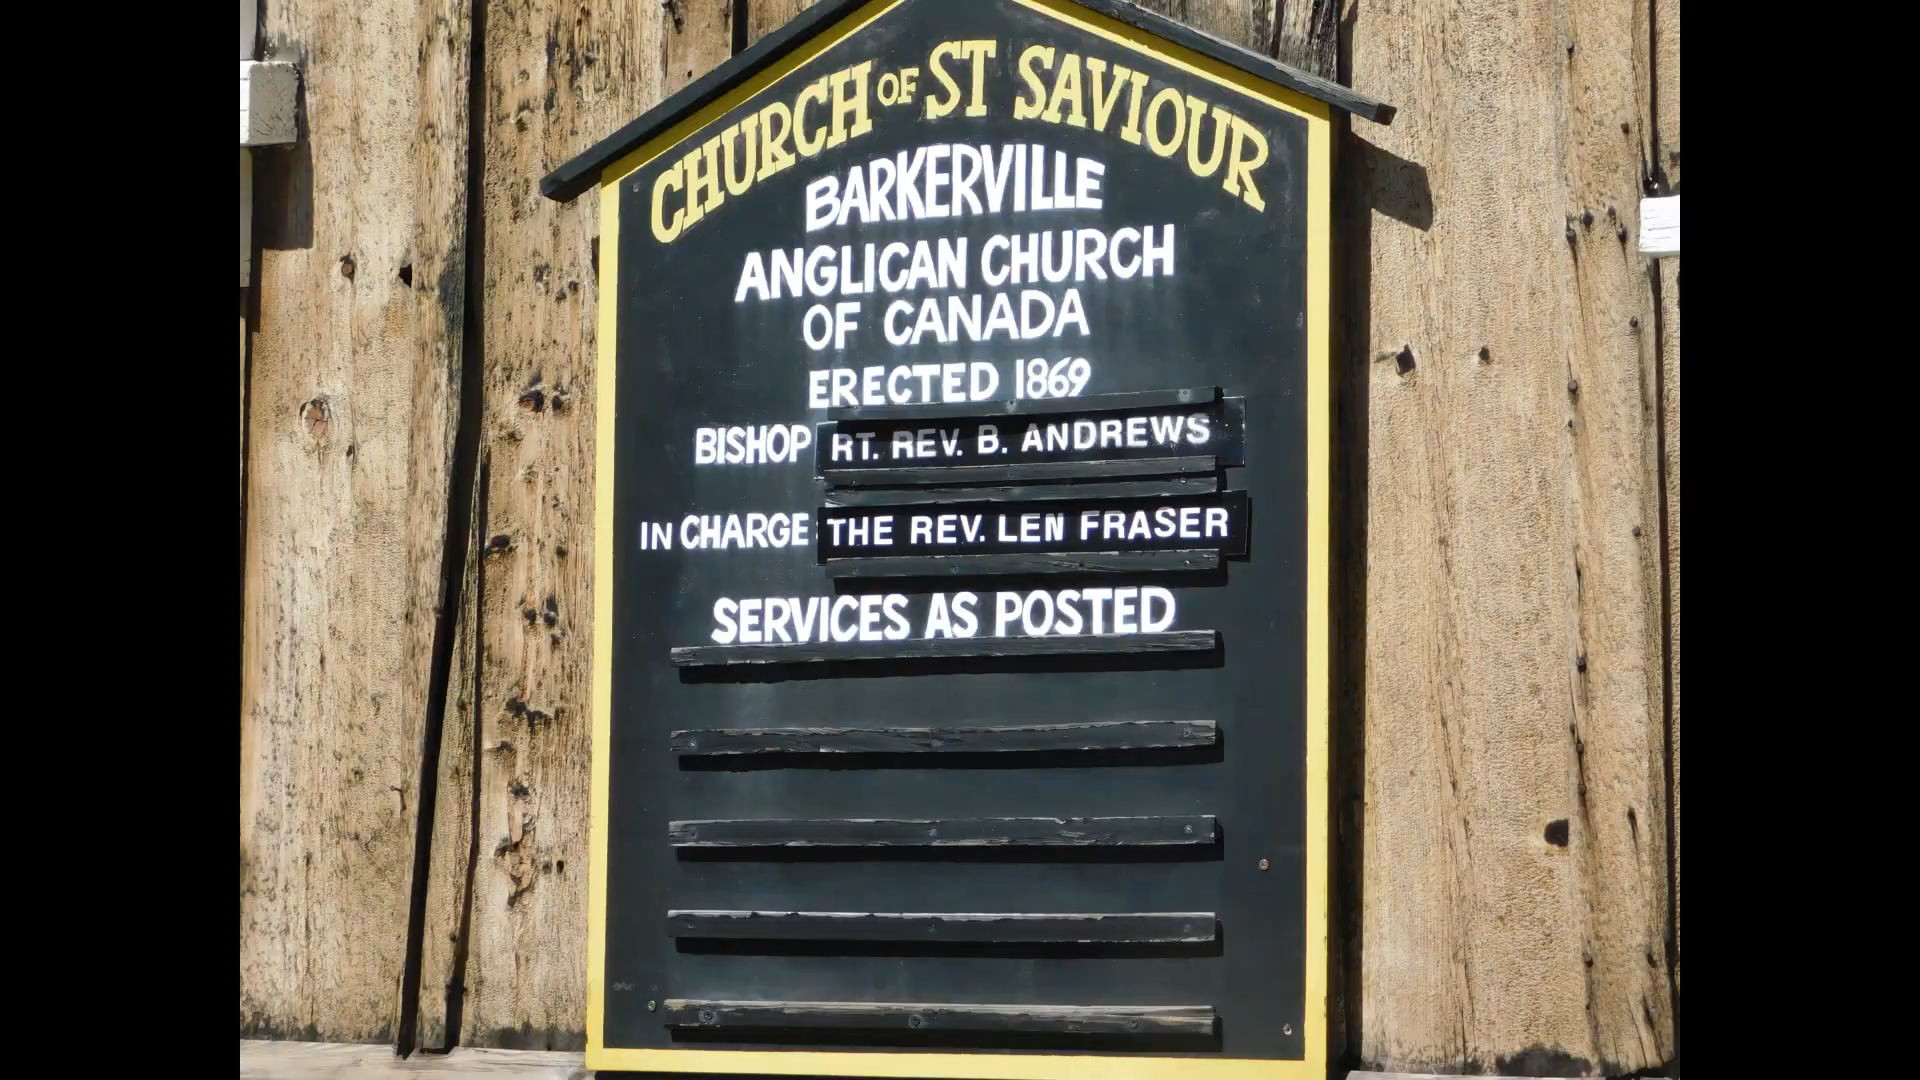 CHURCH OF ST SAVIOUR
BARKERVILLE
ANGLICAN CHURCH
OF CANADA
ERECTED 1869
BISHOP RT. REV. B. ANDREWS
IN CHARGE THE REV. LEN FRASER
SERVICES AS POSTED